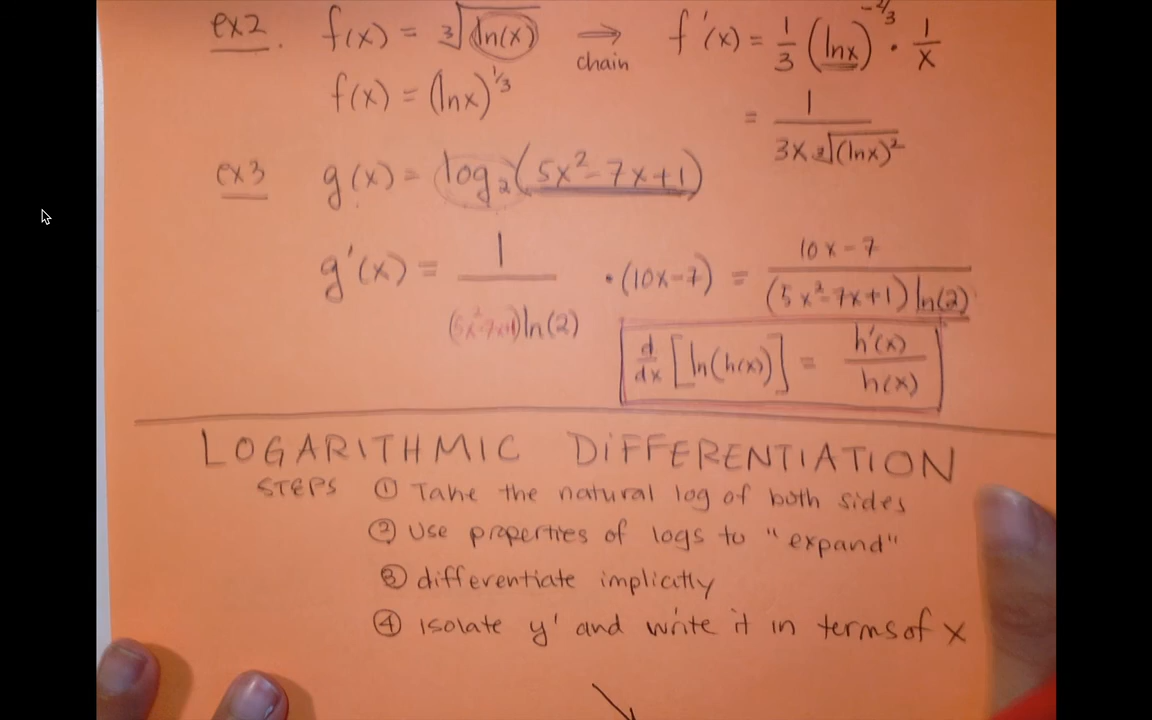 ex2. f(x) = ∛(ln(x)) ⇒ chain f'(x) = 1/3 (lnx)^(-2/3) · 1/x
f(x) = (lnx)^(1/3)
= 1/(3x ∛((lnx)²))
ex3 g(x) = log₂(5x²-7x+1)
g'(x) = 1/((5x²-7x+1)ln(2)) · (10x-7) = (10x-7)/((5x²-7x+1)ln(2))
d/dx [ln(h(x))] = h'(x)/h(x)
LOGARITHMIC DIFFERENTIATION
STEPS ① Take the natural log of both sides
② Use properties of logs to "expand"
③ differentiate implicitly
④ Isolate y' and write it in terms of x